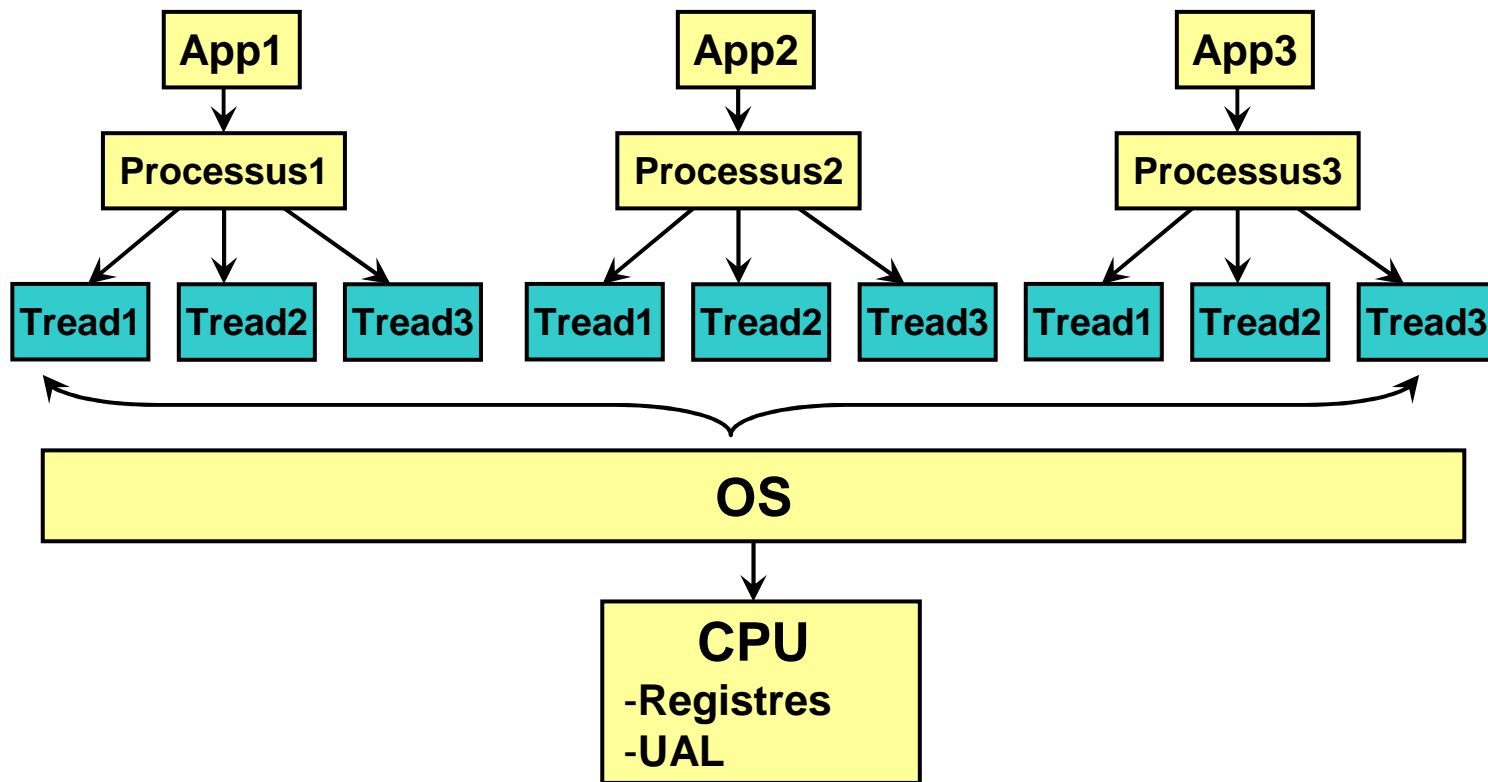 App1
App2
App3
Processus1
Processus2
Processus3
Tread1
Tread2
Tread3
Tread1
Tread2
Tread3
Tread1
Tread2
Tread3
OS
CPU
-Registres
-UAL